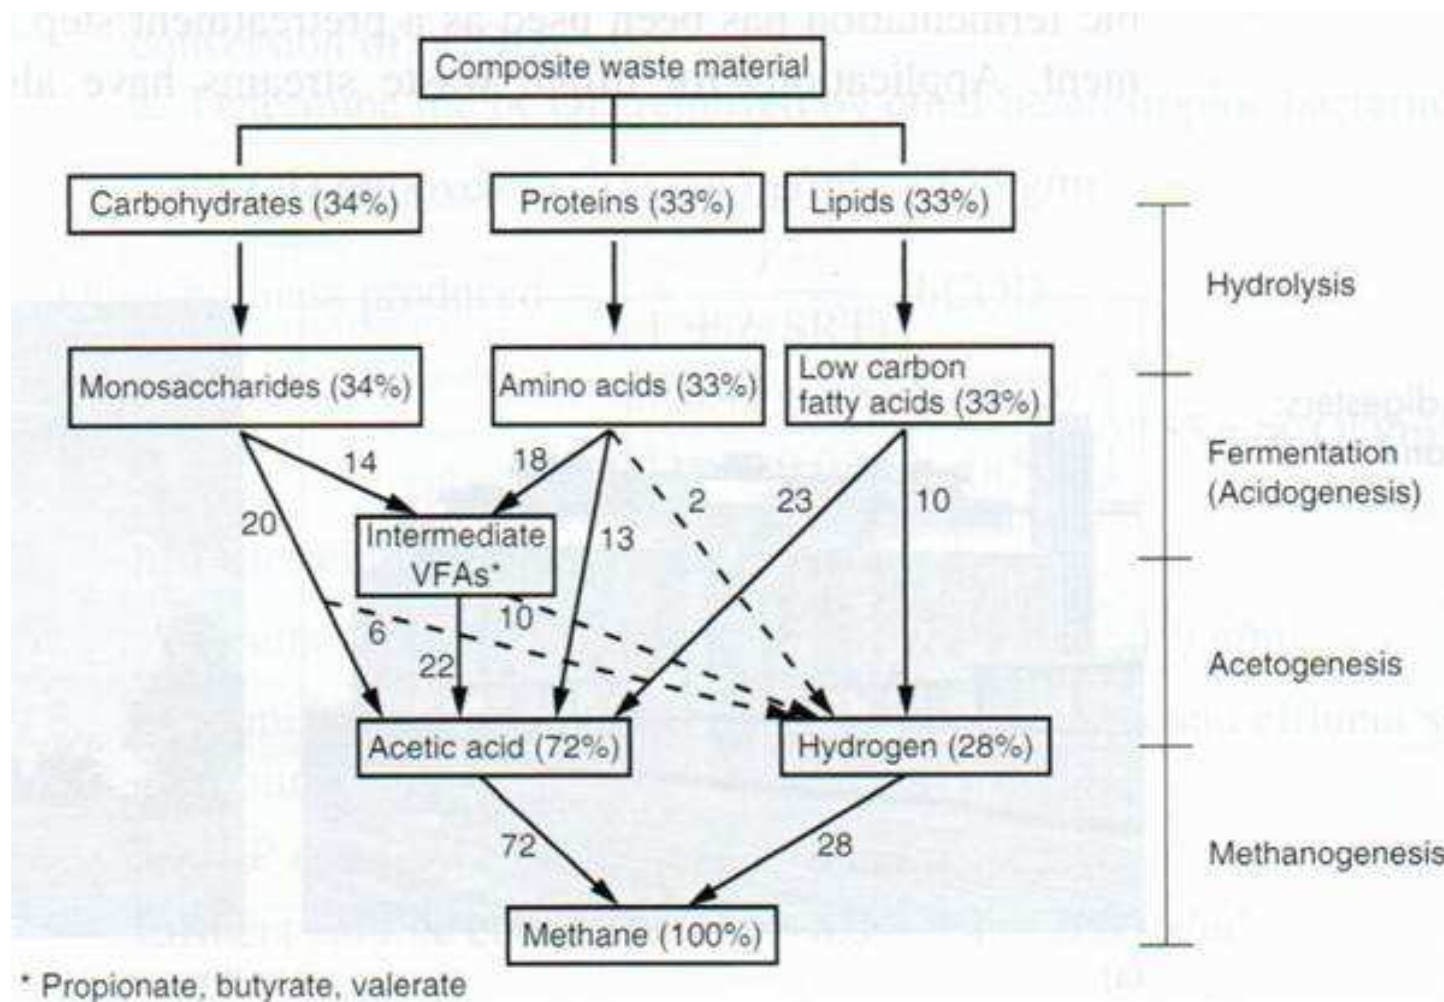 Composite waste material
Carbohydrates (34%)
Proteins (33%)
Lipids (33%)
Hydrolysis
Monosaccharides (34%)
Amino acids (33%)
Low carbon
fatty acids (33%)
Fermentation
(Acidogenesis)
14
18
2
23
10
20
13
Intermediate
VFAs*
6
10
22
Acetogenesis
Acetic acid (72%)
Hydrogen (28%)
72
28
Methanogenesis
Methane (100%)
* Propionate, butyrate, valerate